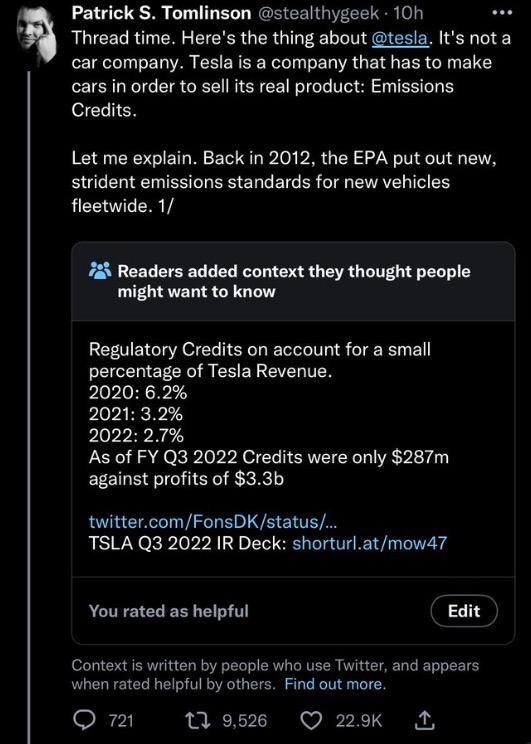 Patrick S. Tomlinson @stealthygeek · 10h
Thread time. Here's the thing about @tesla. It's not a
car company. Tesla is a company that has to make
cars in order to sell its real product: Emissions
Credits.
Let me explain. Back in 2012, the EPA put out new,
strident emissions standards for new vehicles
fleetwide. 1/
Readers added context they thought people
might want to know
Regulatory Credits on account for a small
percentage of Tesla Revenue.
2020: 6.2%
2021: 3.2%
2022: 2.7%
As of FY Q3 2022 Credits were only $287m
against profits of $3.3b
twitter.com/FonsDK/status/...
TSLA Q3 2022 IR Deck: shorturl.at/mow47
You rated as helpful
Edit
Context is written by people who use Twitter, and appears
when rated helpful by others. Find out more.
721 9,526 22.9K